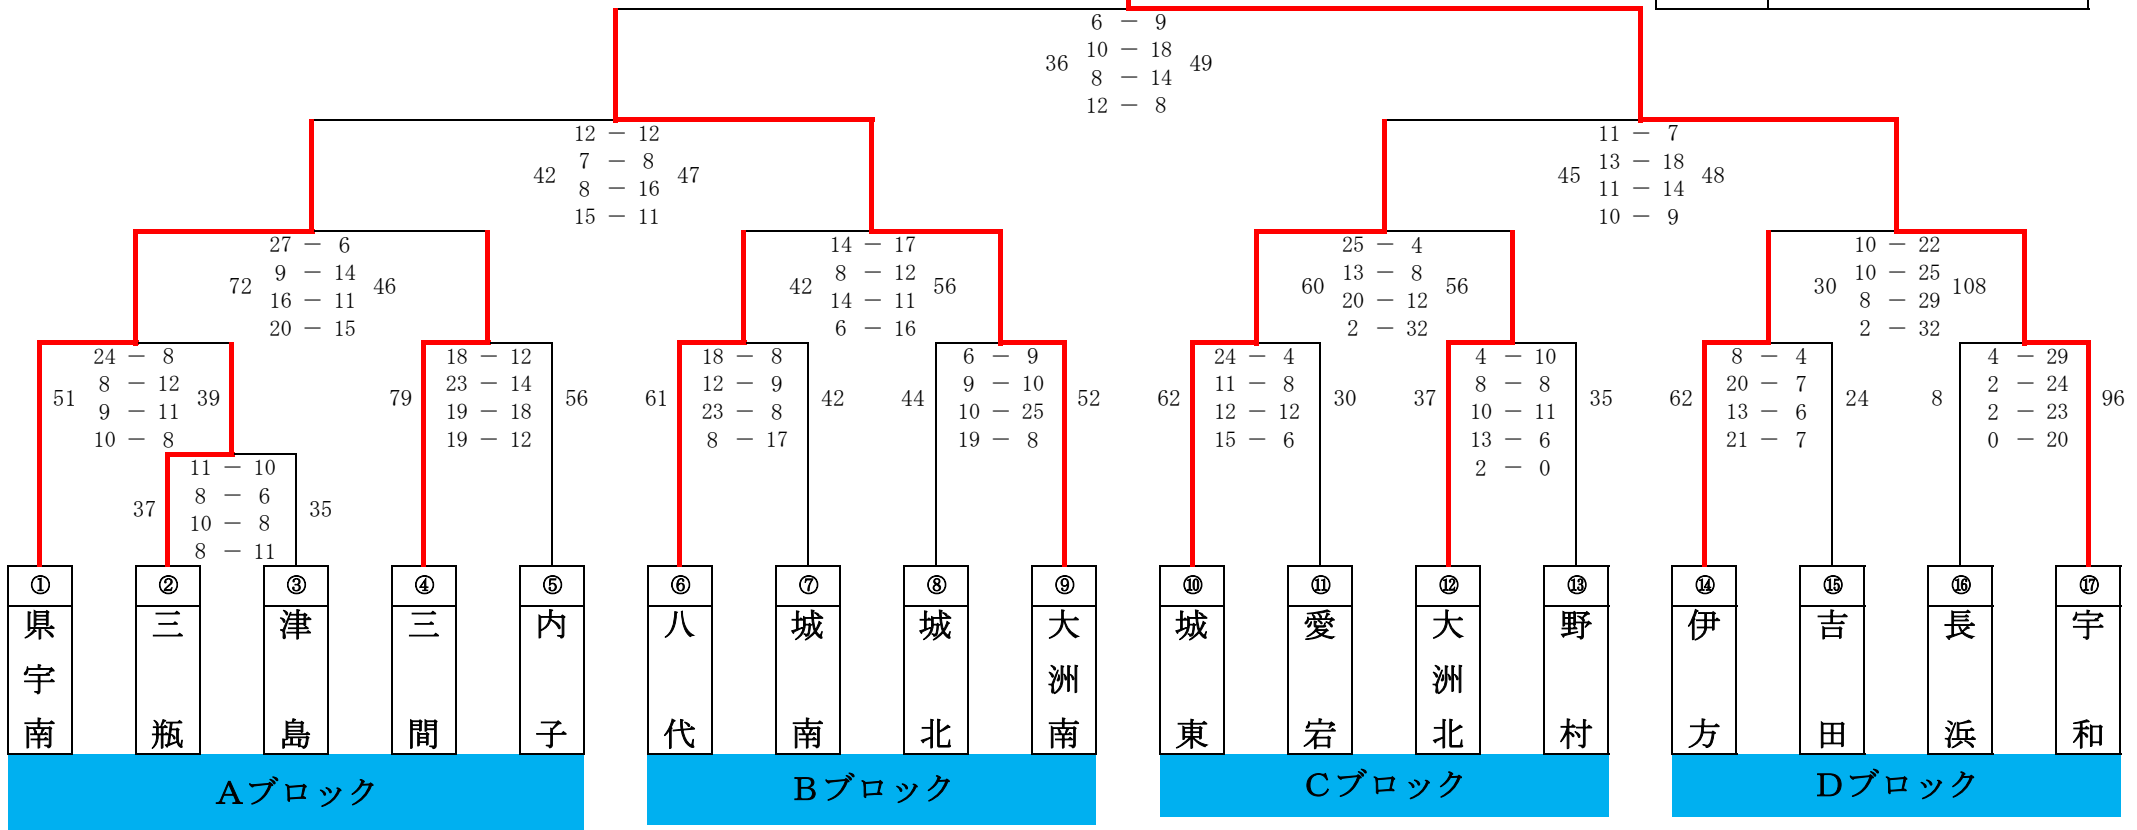 6 － 9
10 － 18
36 49
8 － 14
12 － 8
12 － 12
7 － 8
42 47
8 － 16
15 － 11
11 － 7
13 － 18
45 48
11 － 14
10 － 9
27 － 6
9 － 14
72 46
16 － 11
20 － 15
14 － 17
8 － 12
42 56
14 － 11
6 － 16
25 － 4
13 － 8
60 56
20 － 12
2 － 32
10 － 22
10 － 25
30 108
8 － 29
2 － 32
24 － 8
8 － 12
51 39
9 － 11
10 － 8
18 － 12
23 － 14
79 56
19 － 18
19 － 12
18 － 8
12 － 9
61 42
23 － 8
8 － 17
6 － 9
9 － 10
44 52
10 － 25
19 － 8
24 － 4
11 － 8
62 30
12 － 12
15 － 6
4 － 10
8 － 8
37 35
10 － 11
13 － 6
2 － 0
8 － 4
20 － 7
62 24
13 － 6
21 － 7
4 － 29
2 － 24
8 96
2 － 23
0 － 20
11 － 10
8 － 6
37 35
10 － 8
8 － 11
① 県宇南
② 三瓶
③ 津島
④ 三間
⑤ 内子
⑥ 八代
⑦ 城南
⑧ 城北
⑨ 大洲南
⑩ 城東
⑪ 愛宕
⑫ 大洲北
⑬ 野村
⑭ 伊方
⑮ 吉田
⑯ 長浜
⑰ 宇和
Aブロック
Bブロック
Cブロック
Dブロック